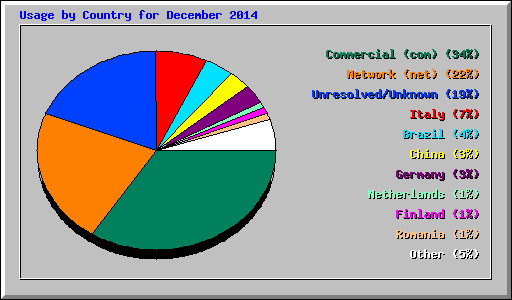 Usage by Country for December 2014
Commercial (com) (34%)
Network (net) (22%)
Unresolved/Unknown (19%)
Italy (7%)
Brazil (4%)
China (3%)
Germany (3%)
Netherlands (1%)
Finland (1%)
Romania (1%)
Other (5%)